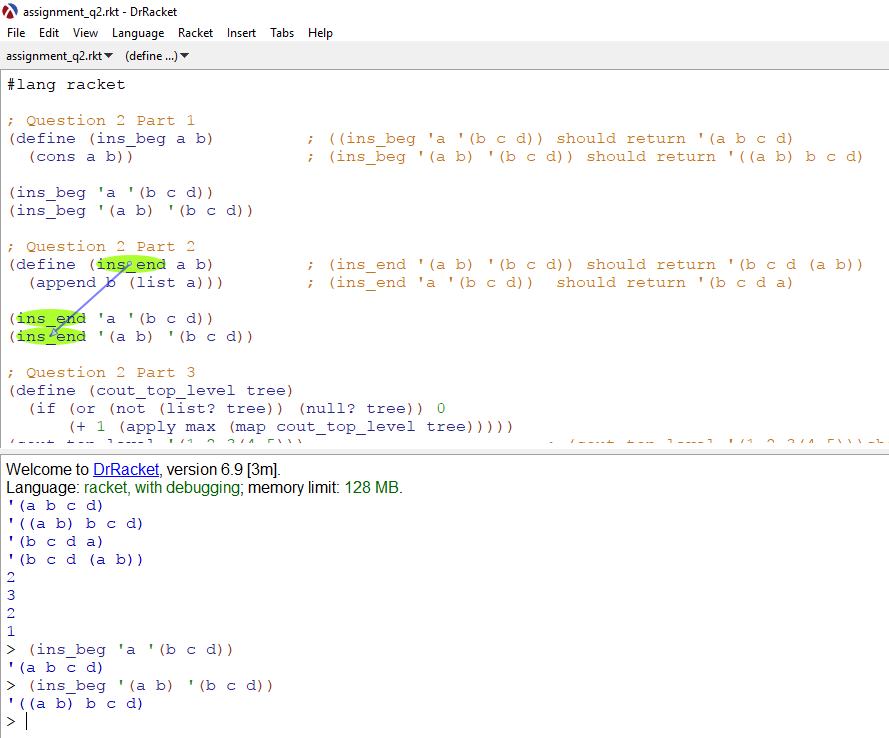 assignment_q2.rkt - DrRacket
File Edit View Language Racket Insert Tabs Help
assignment_q2.rkt (define ...)
#lang racket
; Question 2 Part 1
(define (ins_beg a b) ; ((ins_beg 'a '(b c d)) should return '(a b c d)
(cons a b)) ; (ins_beg '(a b) '(b c d)) should return '((a b) b c d)
(ins_beg 'a '(b c d))
(ins_beg '(a b) '(b c d))
; Question 2 Part 2
(define (ins_end a b) ; (ins_end '(a b) '(b c d)) should return '(b c d (a b))
(append b (list a))) ; (ins_end 'a '(b c d)) should return '(b c d a)
(ins_end 'a '(b c d))
(ins_end '(a b) '(b c d))
; Question 2 Part 3
(define (cout_top_level tree)
(if (or (not (list? tree)) (null? tree)) 0
(+ 1 (apply max (map cout_top_level tree)))))
Welcome to DrRacket, version 6.9 [3m].
Language: racket, with debugging; memory limit: 128 MB.
'(a b c d)
'((a b) b c d)
'(b c d a)
'(b c d (a b))
2
3
2
1
> (ins_beg 'a '(b c d))
'(a b c d)
> (ins_beg '(a b) '(b c d))
'((a b) b c d)
>